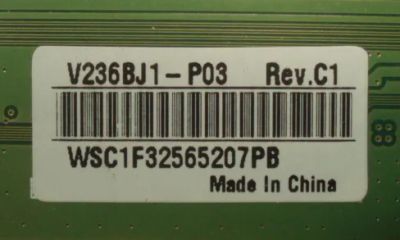 V236BJ1-P03 Rev.C1
WSC1F32565207PB
Made In China